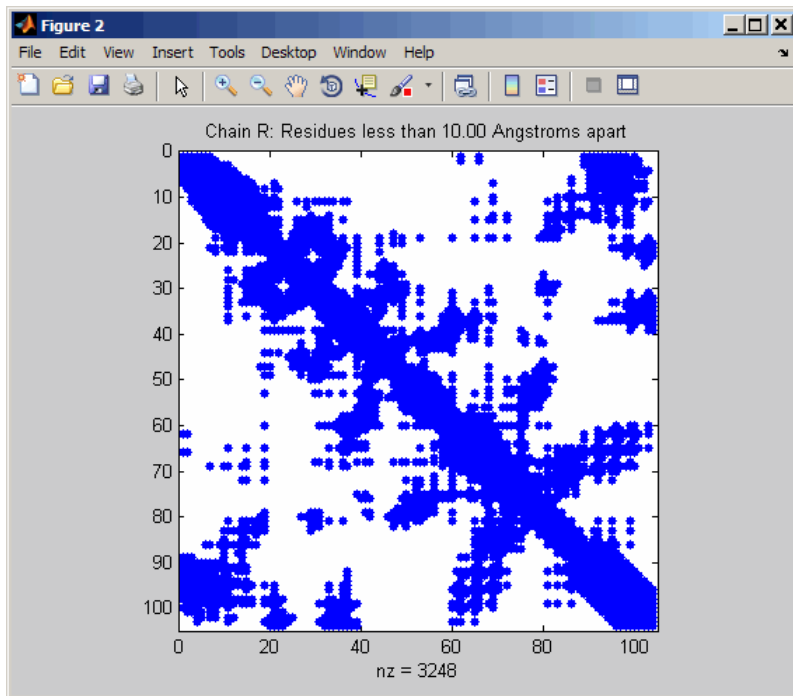 Figure 2
File Edit View Insert Tools Desktop Window Help
Chain R: Residues less than 10.00 Angstroms apart
0
10
20
30
40
50
60
70
80
90
100
0 20 40 60 80 100
nz = 3248